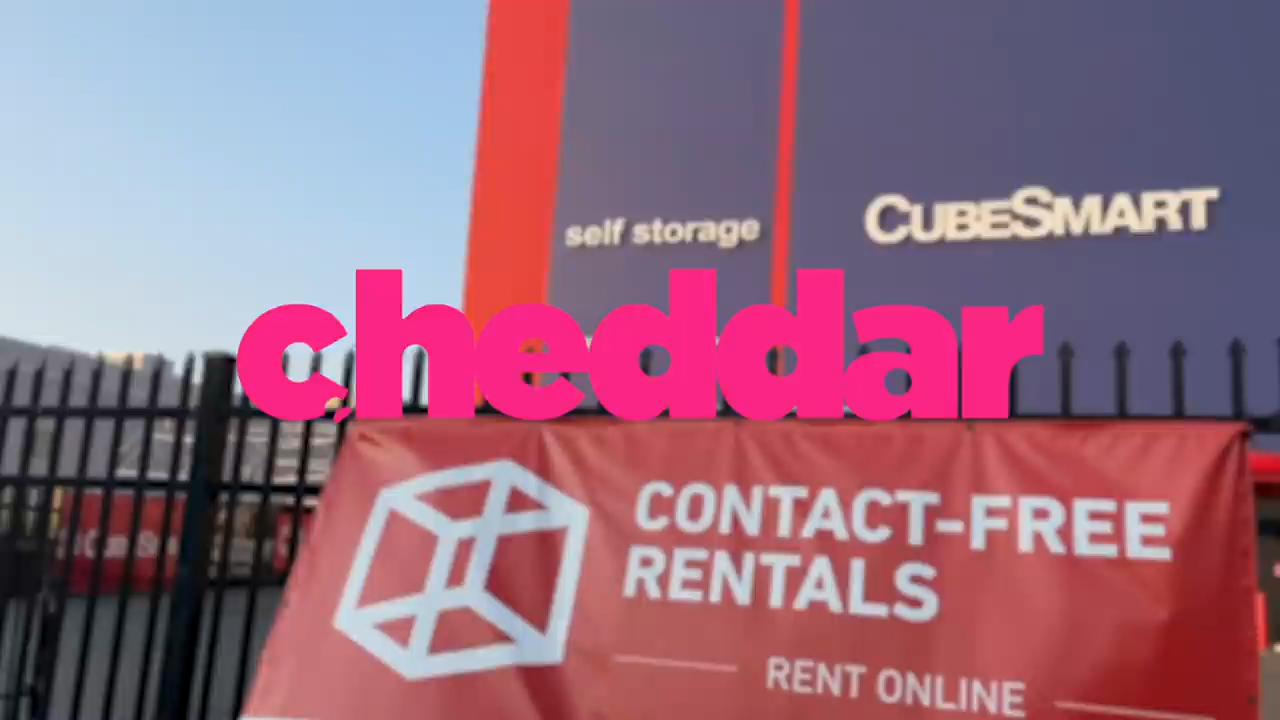 self storage
CUBESMART
cheddar
CONTACT-FREE
RENTALS
RENT ONLINE